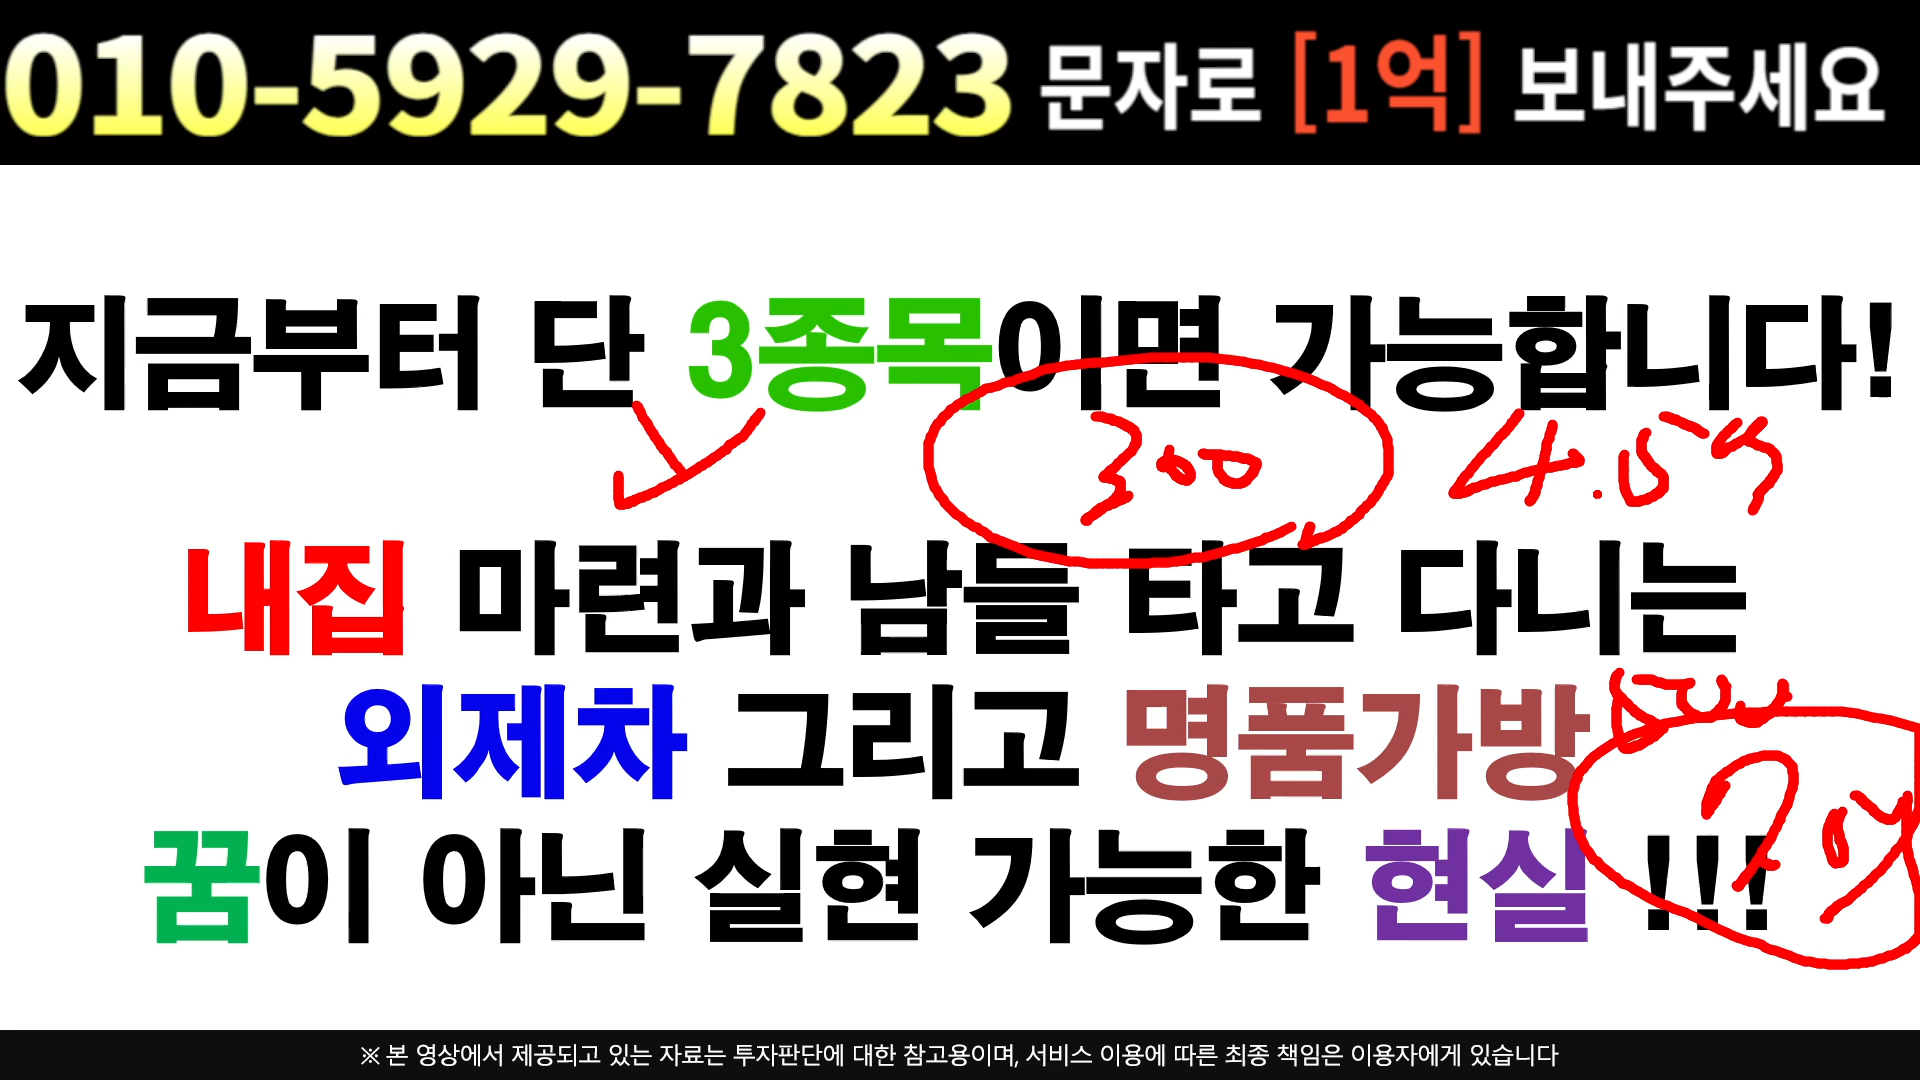 010-5929-7823 문자로 [1억] 보내주세요
지금부터 단 3종목이면 가능합니다!
300
4.5억
내집 마련과 남들 타고 다니는
외제차 그리고 명품가방
500
꿈이 아닌 실현 가능한 현실 !!!
※ 본 영상에서 제공되고 있는 자료는 투자판단에 대한 참고용이며, 서비스 이용에 따른 최종 책임은 이용자에게 있습니다